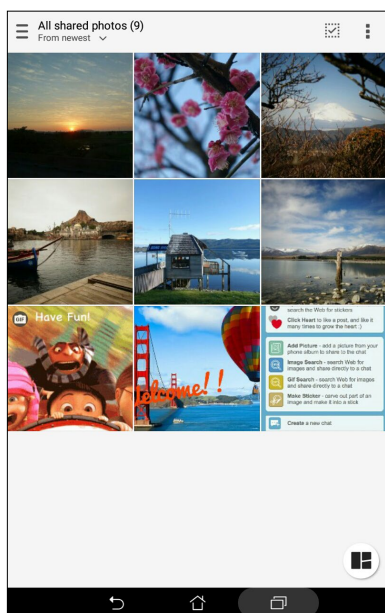 All shared photos (9)
From newest
GIF
Have Fun!
Welcome!!
search the Web for stickers
Click Heart to like a post, and like it
many times to grow the heart :)
Add Picture - add a picture from your
phone album to share to the chat
Image Search - search Web for
images and share directly to a chat
Gif Search - search Web for images
and share directly to a chat
Make Sticker - carve out part of an
image and make it into a stick
Create a new chat